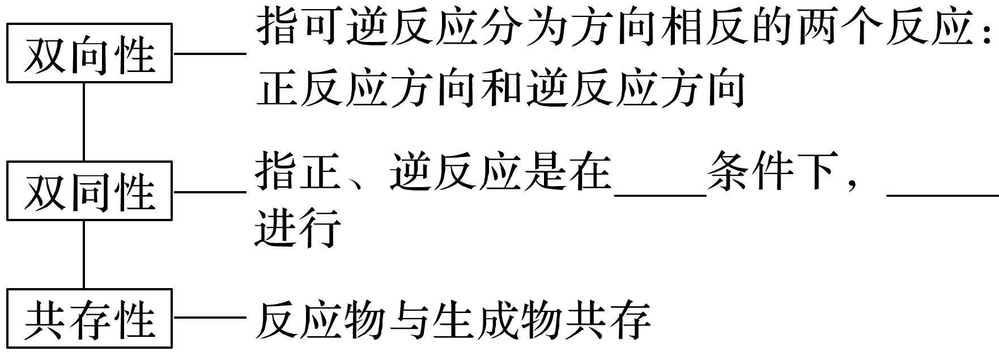 双向性
指可逆反应分为方向相反的两个反应：
正反应方向和逆反应方向
双同性
指正、逆反应是在_____条件下，______
进行
共存性
反应物与生成物共存